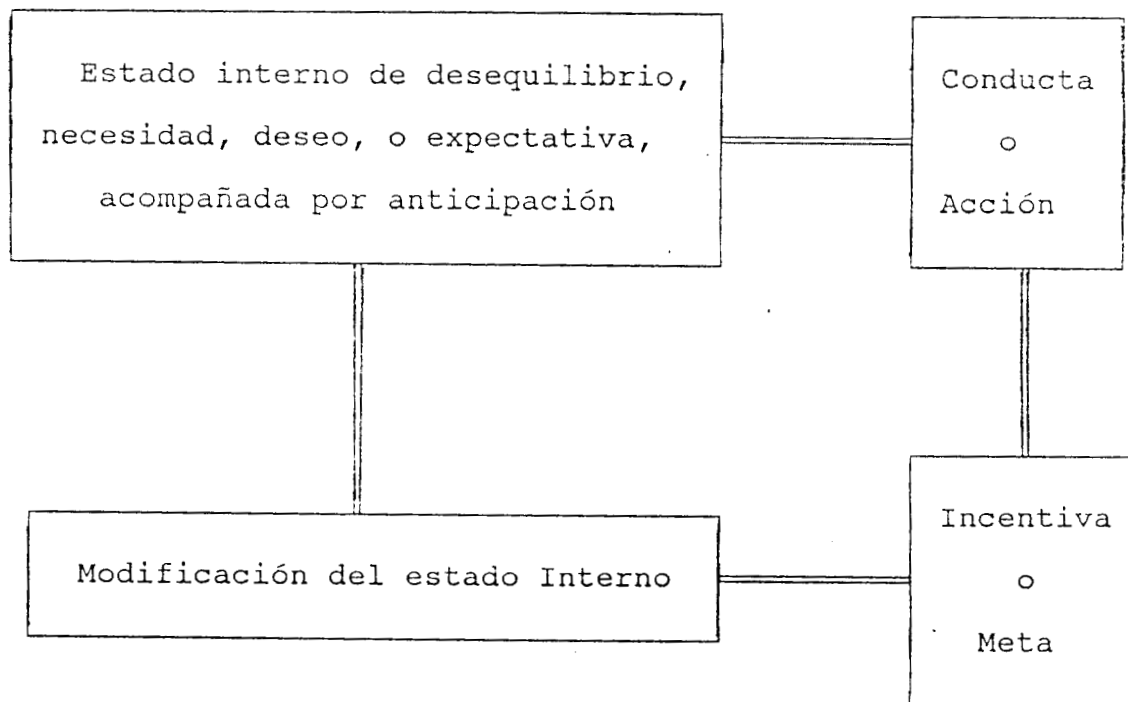 Estado interno de desequilibrio,
necesidad, deseo, o expectativa,
acompañada por anticipación
Conducta
o
Acción
Modificación del estado Interno
Incentiva
o
Meta